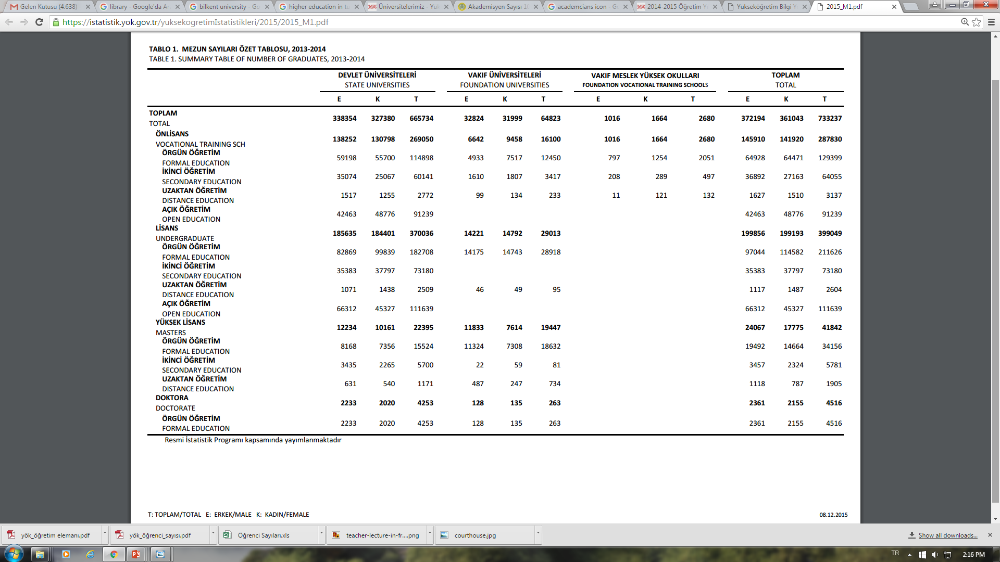 Gelen Kutusu (4.638)
library - Google'da Ar
bilkent university - Go
higher education in tu
Üniversitelerimiz - Yük
Akademisyen Sayısı 10
academcians icon - G
2014-2015 Öğretim Y
Yükseköğretim Bilgi Y
2015_M1.pdf
https://istatistik.yok.gov.tr/yuksekogretimIstatistikleri/2015/2015_M1.pdf
TABLO 1. MEZUN SAYILARI ÖZET TABLOSU, 2013-2014
TABLE 1. SUMMARY TABLE OF NUMBER OF GRADUATES, 2013-2014
DEVLET ÜNİVERSİTELERİ VAKIF ÜNİVERSİTELERİ VAKIF MESLEK YÜKSEK OKULLARI TOPLAM
STATE UNIVERSITIES FOUNDATION UNIVERSITIES FOUNDATION VOCATIONAL TRAINING SCHOOLS TOTAL
E K T E K T E K T E K T
TOPLAM
TOTAL
338354 327380 665734 32824 31999 64823 1016 1664 2680 372194 361043 733237
ÖNLİSANS
VOCATIONAL TRAINING SCH
138252 130798 269050 6642 9458 16100 1016 1664 2680 145910 141920 287830
ÖRGÜN ÖĞRETİM
FORMAL EDUCATION
59198 55700 114898 4933 7517 12450 797 1254 2051 64928 64471 129399
İKİNCİ ÖĞRETİM
SECONDARY EDUCATION
35074 25067 60141 1610 1807 3417 208 289 497 36892 27163 64055
UZAKTAN ÖĞRETİM
DISTANCE EDUCATION
1517 1255 2772 99 134 233 11 121 132 1627 1510 3137
AÇIK ÖĞRETİM
OPEN EDUCATION
42463 48776 91239 42463 48776 91239
LİSANS
UNDERGRADUATE
185635 184401 370036 14221 14792 29013 199856 199193 399049
ÖRGÜN ÖĞRETİM
FORMAL EDUCATION
82869 99839 182708 14175 14743 28918 97044 114582 211626
İKİNCİ ÖĞRETİM
SECONDARY EDUCATION
35383 37797 73180 35383 37797 73180
UZAKTAN ÖĞRETİM
DISTANCE EDUCATION
1071 1438 2509 46 49 95 1117 1487 2604
AÇIK ÖĞRETİM
OPEN EDUCATION
66312 45327 111639 66312 45327 111639
YÜKSEK LİSANS
MASTERS
12234 10161 22395 11833 7614 19447 24067 17775 41842
ÖRGÜN ÖĞRETİM
FORMAL EDUCATION
8168 7356 15524 11324 7308 18632 19492 14664 34156
İKİNCİ ÖĞRETİM
SECONDARY EDUCATION
3435 2265 5700 22 59 81 3457 2324 5781
UZAKTAN ÖĞRETİM
DISTANCE EDUCATION
631 540 1171 487 247 734 1118 787 1905
DOKTORA
DOCTORATE
2233 2020 4253 128 135 263 2361 2155 4516
ÖRGÜN ÖĞRETİM
FORMAL EDUCATION
2233 2020 4253 128 135 263 2361 2155 4516
Resmi İstatistik Programı kapsamında yayımlanmaktadır
T: TOPLAM/TOTAL E: ERKEK/MALE K: KADIN/FEMALE 08.12.2015
yök_öğretim elemanı.pdf
yök_öğrenci_sayısı.pdf
Öğrenci Sayıları.xls
teacher-lecture-in-fr....png
courthouse.jpg
Show all downloads...
TR 2:16 PM